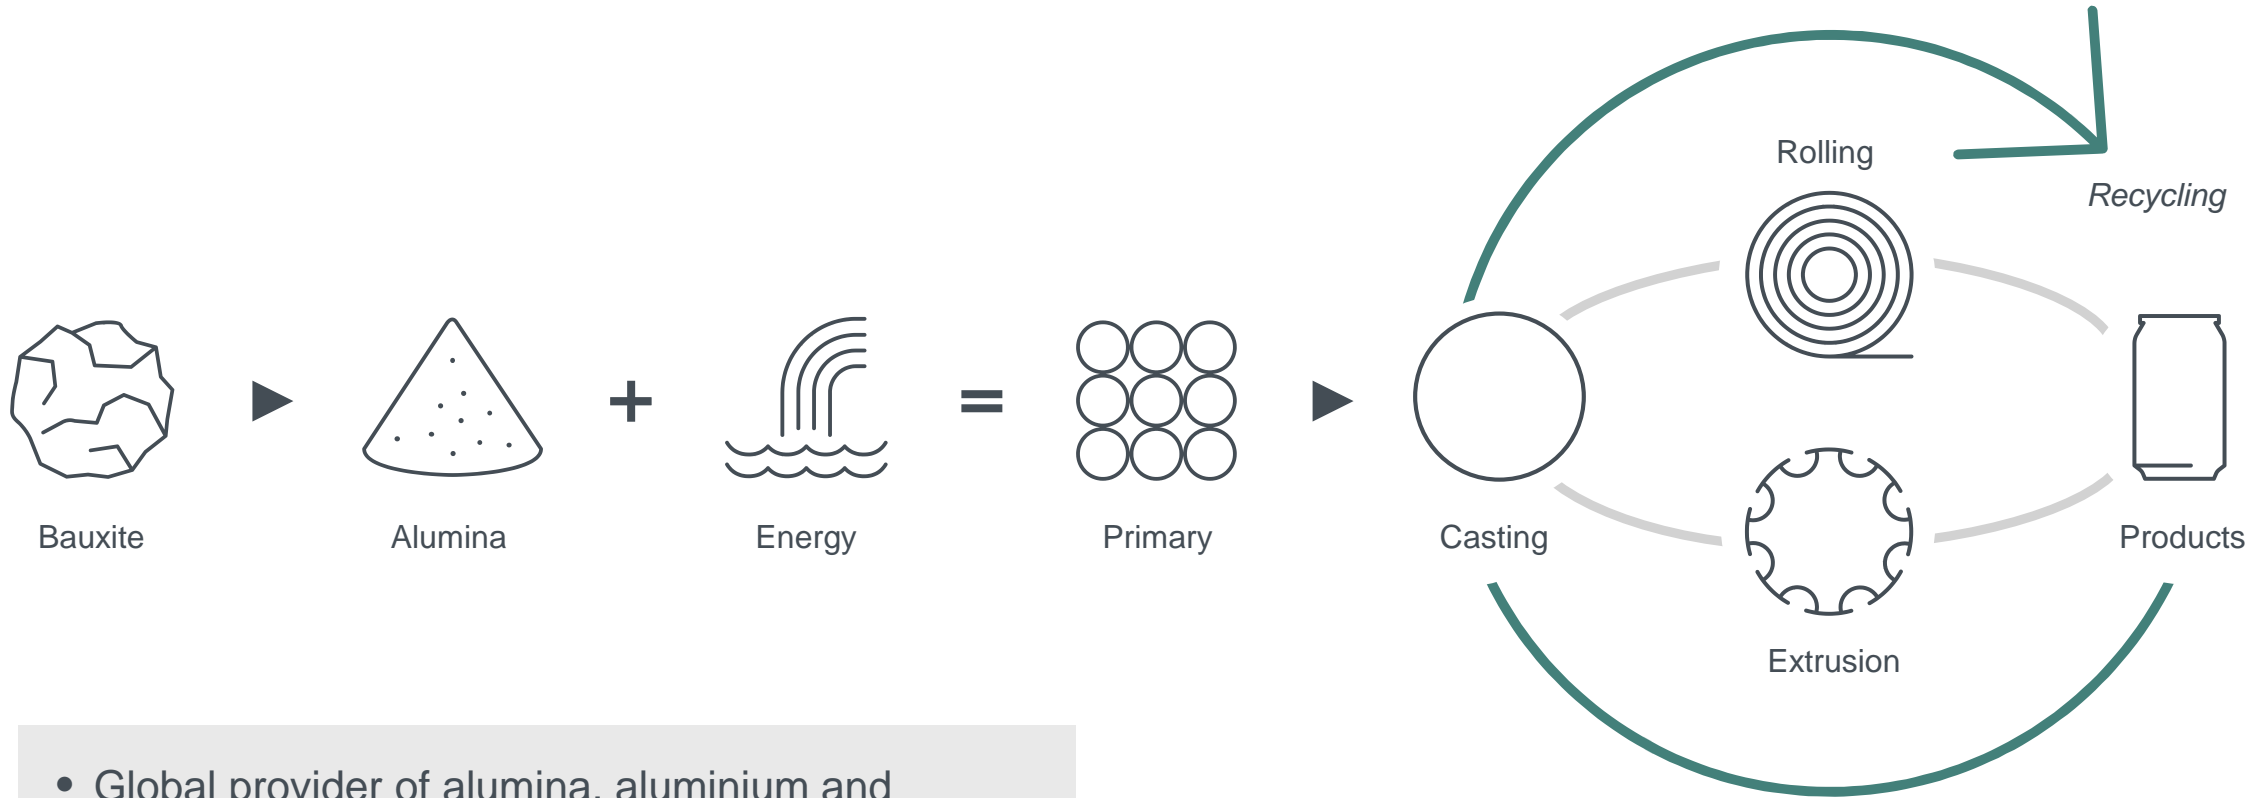 Rolling
Recycling
Bauxite
Alumina
+
Energy
=
Primary
Casting
Products
Extrusion
• Global provider of alumina, aluminium and